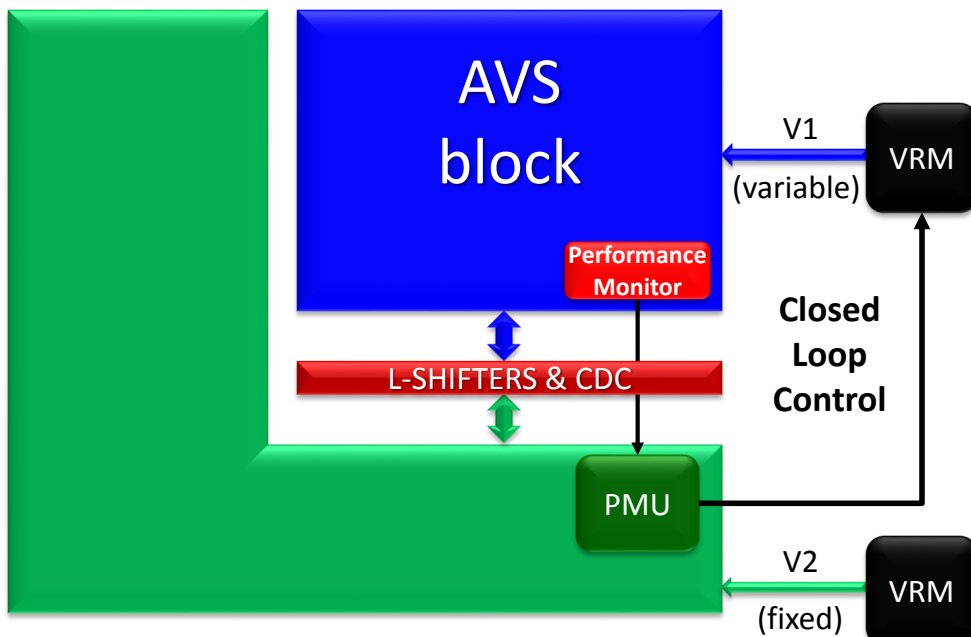 AVS
block
V1
(variable)
VRM
Performance
Monitor
Closed
Loop
Control
L-SHIFTERS & CDC
PMU
V2
(fixed)
VRM